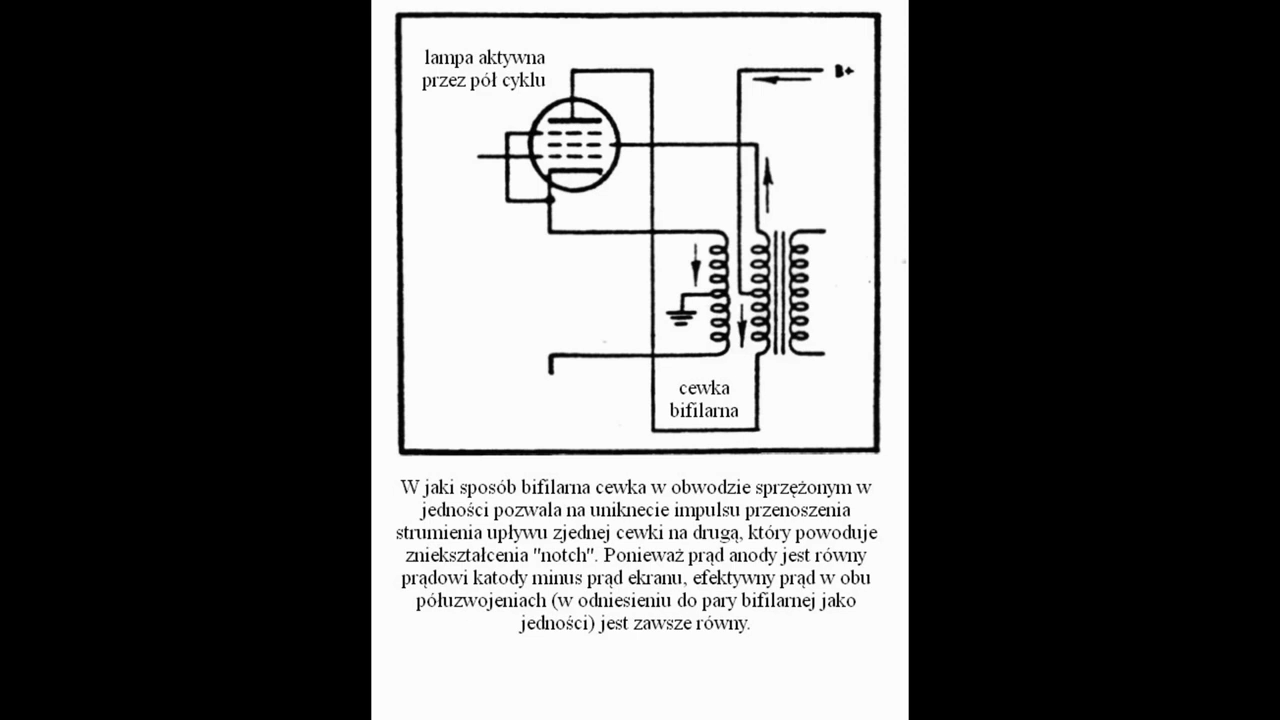 lampa aktywna
przez pół cyklu
B+
cewka
bifilarna
W jaki sposób bifilarna cewka w obwodzie sprzężonym w
jedności pozwala na uniknecie impulsu przenoszenia
strumienia upływu zjednej cewki na drugą, który powoduje
zniekształcenia "notch". Ponieważ prąd anody jest równy
prądowi katody minus prąd ekranu, efektywny prąd w obu
półuzwojeniach (w odniesieniu do pary bifilarnej jako
jedności) jest zawsze równy.